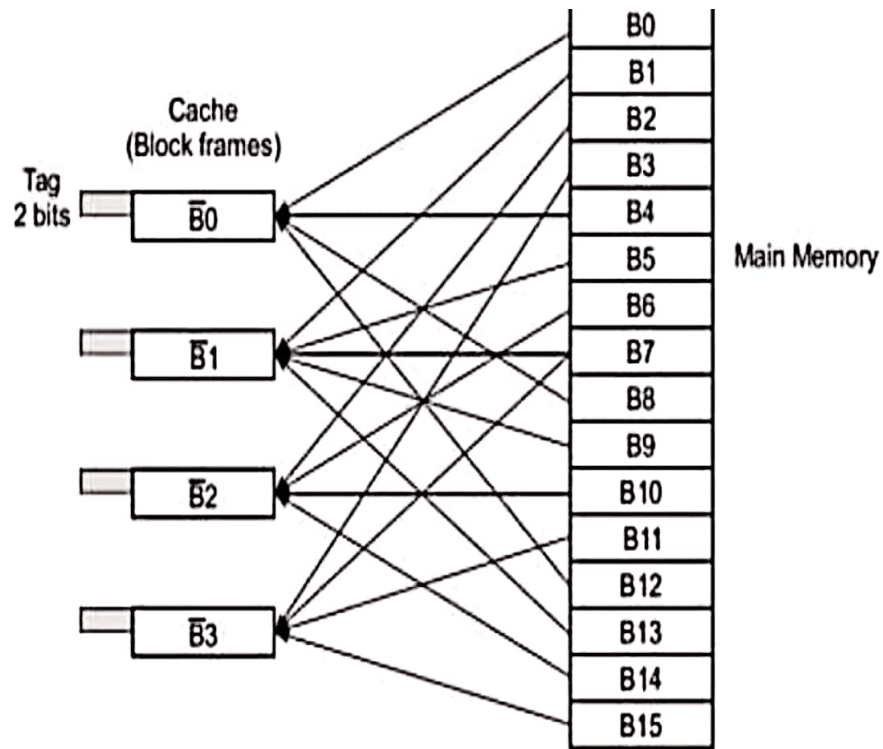 Cache
(Block frames)
Tag
2 bits
B̅0
B̅1
B̅2
B̅3
B0
B1
B2
B3
B4
B5
B6
B7
B8
B9
B10
B11
B12
B13
B14
B15
Main Memory